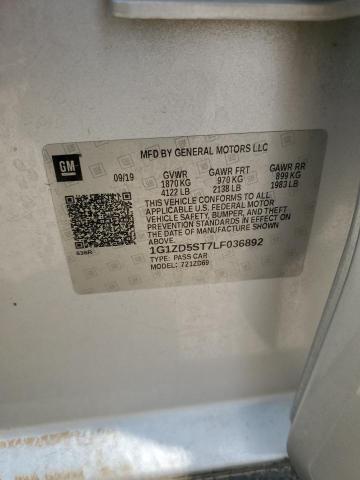 GM
MFD BY GENERAL MOTORS LLC
09/19 GVWR GAWR FRT GAWR RR
1870 KG 970 KG 899 KG
4122 LB 2138 LB 1983 LB
THIS VEHICLE CONFORMS TO ALL
APPLICABLE U.S. FEDERAL MOTOR
VEHICLE SAFETY, BUMPER, AND THEFT
PREVENTION STANDARDS IN EFFECT
ON THE DATE OF MANUFACTURE
SHOWN ABOVE.
1G1ZD5ST7LF036892
TYPE: PASS CAR
MODEL: 721ZD69